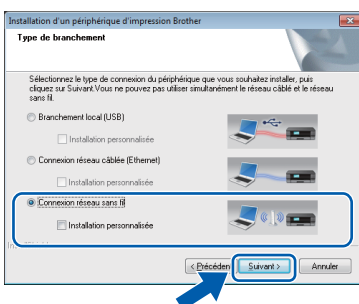 Installation d'un périphérique d'impression Brother
Type de branchement
Sélectionnez le type de connexion du périphérique que vous souhaitez installer, puis
cliquez sur Suivant.Vous ne pouvez pas utiliser simultanément le réseau câblé et le réseau
sans fil.
Branchement local (USB)
Installation personnalisée
Connexion réseau câblée (Ethernet)
Installation personnalisée
Connexion réseau sans fil
Installation personnalisée
< Précéden
Suivant >
Annuler